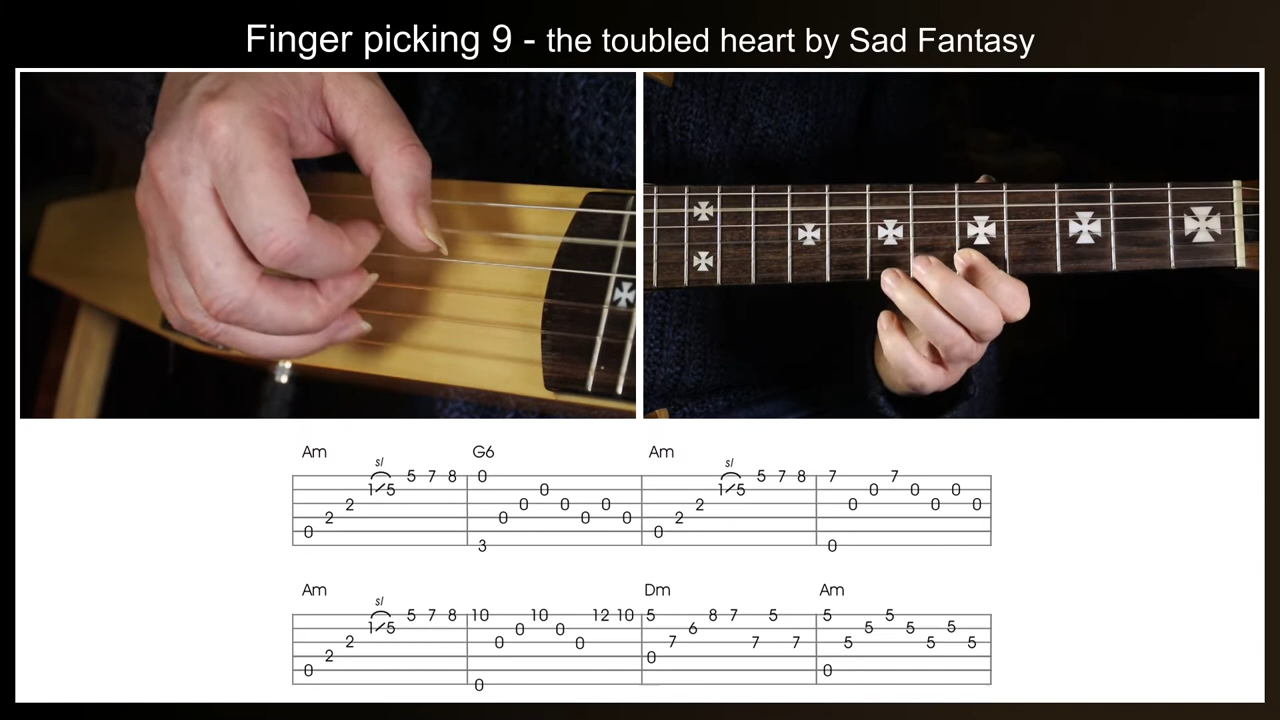 Finger picking 9 - the toubled heart by Sad Fantasy
Am G6 Am
sl sl
5 7 8 0 5 7 8 7 7
1 5 0 1 5 0 0 0
2 0 0 0 2 0 0 0
2 0 0 0 2
0 0
3 0
Am Dm Am
sl
5 7 8 10 10 12 10 5 8 7 5 5 5
1 5 0 0 6 5 5 5
2 0 0 7 7 7 5 5 5
2 0
0 0
0